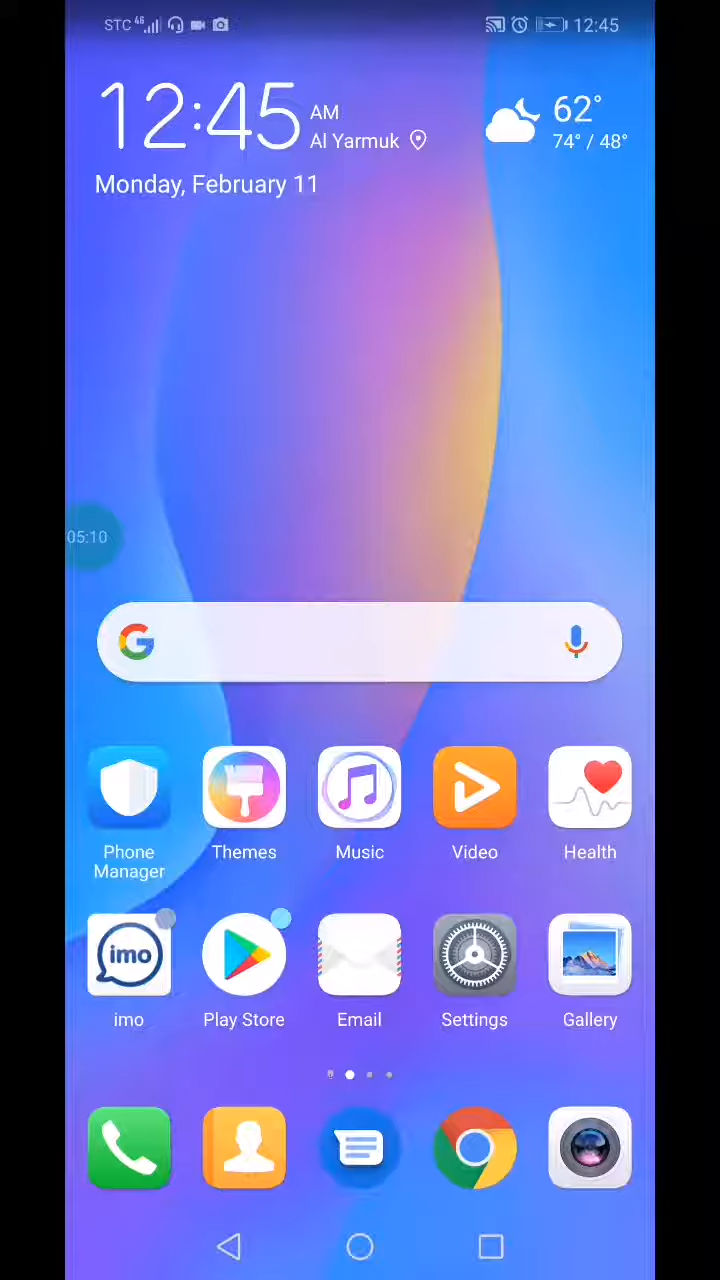 STC 4G 12:45
12:45 AM
Al Yarmuk
62°
74° / 48°
Monday, February 11
05:10
G
Phone Manager
Themes
Music
Video
Health
imo
imo
Play Store
Email
Settings
Gallery